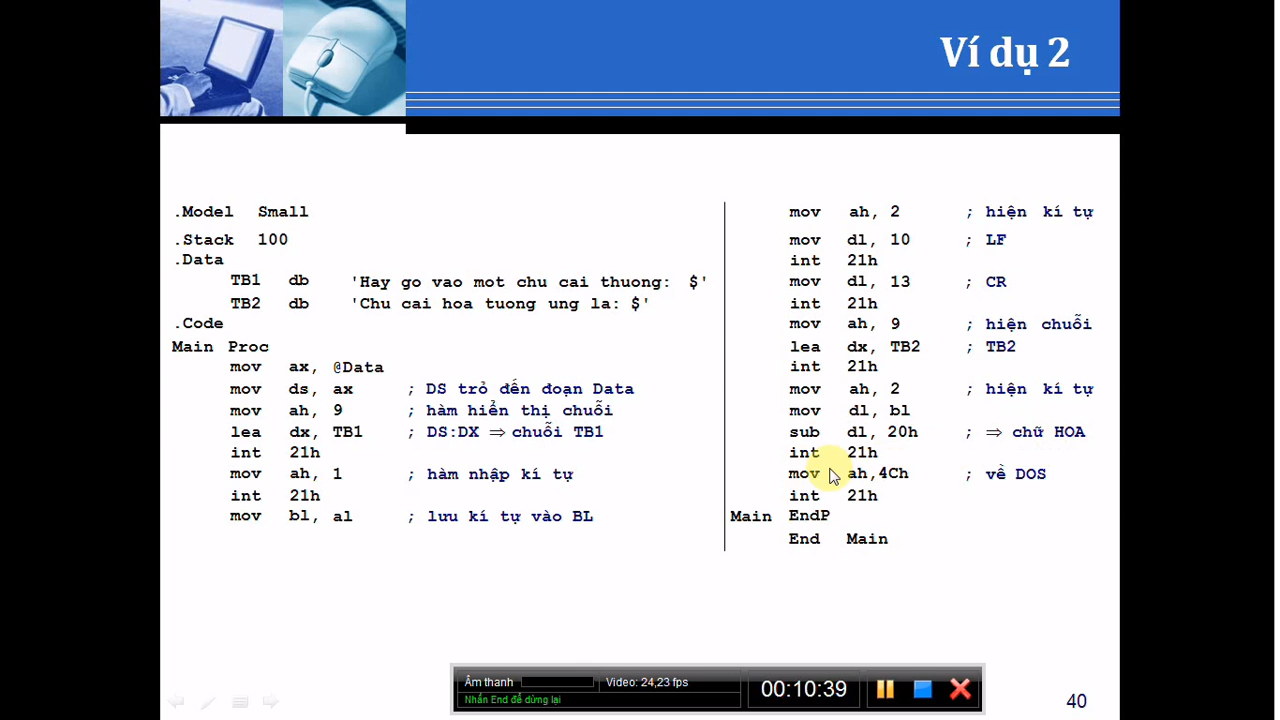 Ví dụ 2
.Model Small
.Stack 100
.Data
TB1 db 'Hay go vao mot chu cai thuong: $'
TB2 db 'Chu cai hoa tuong ung la: $'
.Code
Main Proc
mov ax, @Data
mov ds, ax ; DS trỏ đến đoạn Data
mov ah, 9 ; hàm hiển thị chuỗi
lea dx, TB1 ; DS:DX ⇒ chuỗi TB1
int 21h
mov ah, 1 ; hàm nhập kí tự
int 21h
mov bl, al ; lưu kí tự vào BL
mov ah, 2 ; hiện kí tự
mov dl, 10 ; LF
int 21h
mov dl, 13 ; CR
int 21h
mov ah, 9 ; hiện chuỗi
lea dx, TB2 ; TB2
int 21h
mov ah, 2 ; hiện kí tự
mov dl, bl
sub dl, 20h ; ⇒ chữ HOA
int 21h
mov ah,4Ch ; về DOS
int 21h
Main EndP
End Main
Âm thanh Video: 24,23 fps
Nhấn End để dừng lại
00:10:39
40